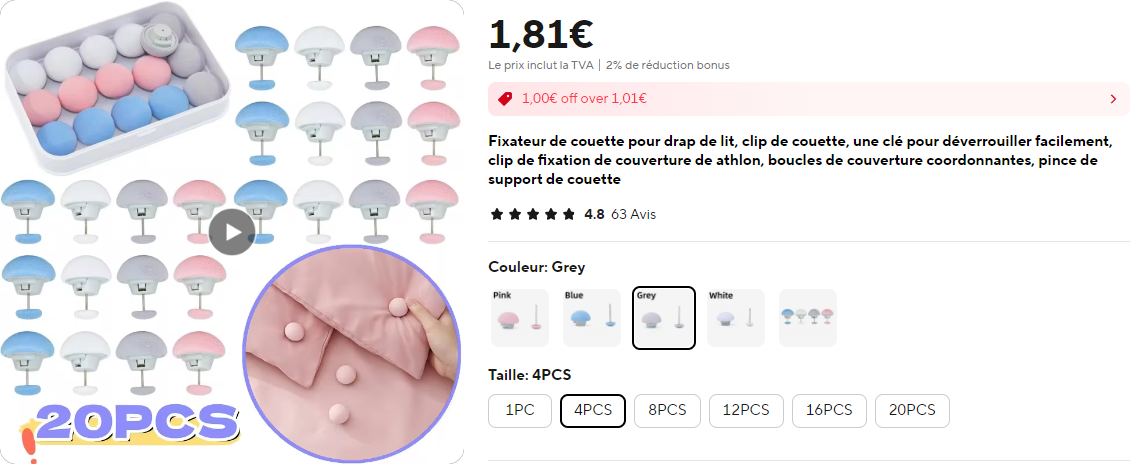 20PCS
1,81€
Le prix inclut la TVA | 2% de réduction bonus
1,00€ off over 1,01€
Fixateur de couette pour drap de lit, clip de couette, une clé pour déverrouiller facilement,
clip de fixation de couverture de athlon, boucles de couverture coordonnantes, pince de
support de couette
4.8 63 Avis
Couleur: Grey
Pink Blue Grey White
Taille: 4PCS
1PC 4PCS 8PCS 12PCS 16PCS 20PCS